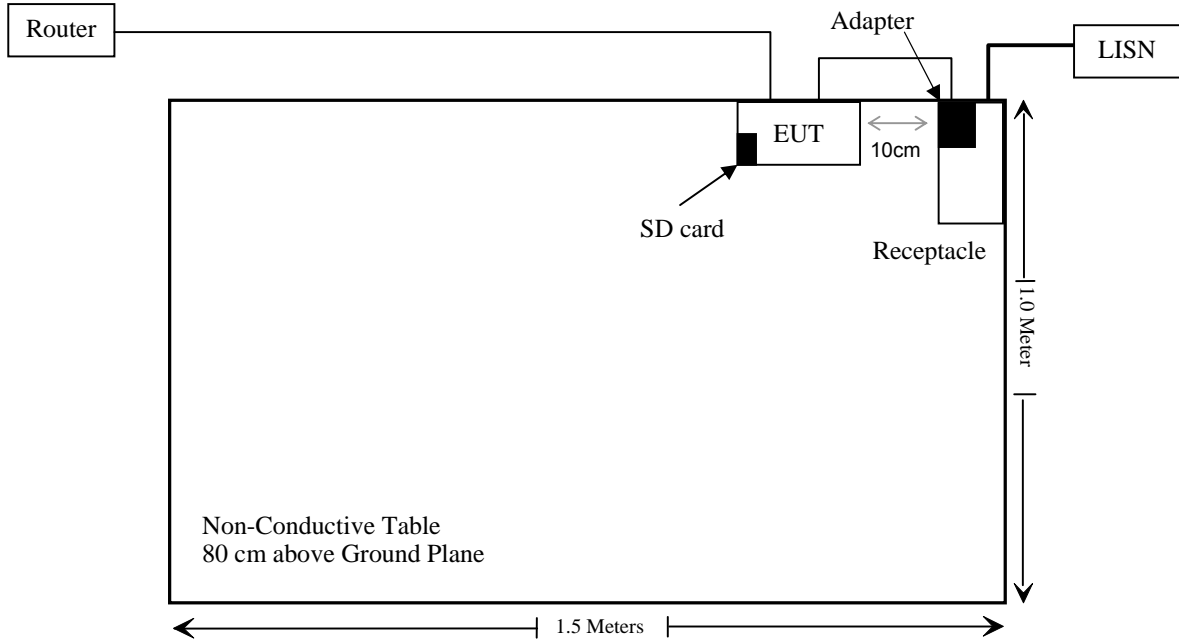 Router
Adapter
LISN
EUT
10cm
SD card
Receptacle
1.0 Meter
Non-Conductive Table
80 cm above Ground Plane
1.5 Meters